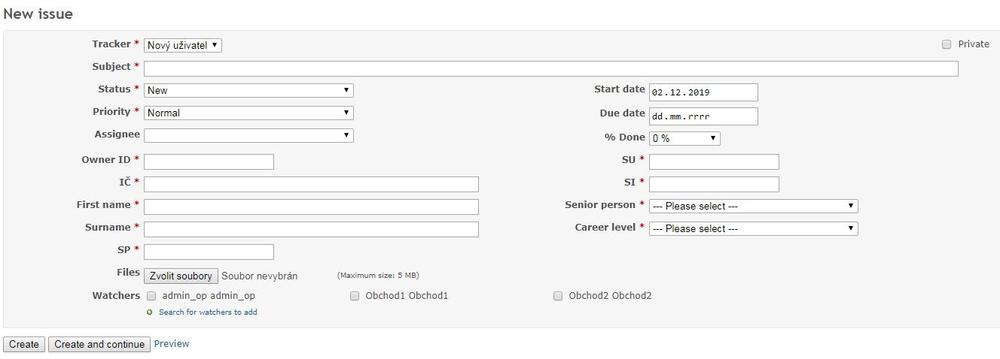 New issue
Tracker * Nový uživatel Private
Subject *
Status * New Start date 02.12.2019
Priority * Normal Due date dd.mm.rrrr
Assignee % Done 0 %
Owner ID * SU *
IČ * SI *
First name * Senior person * --- Please select ---
Surname * Career level * --- Please select ---
SP *
Files Zvolit soubory Soubor nevybrán (Maximum size: 5 MB)
Watchers admin_op admin_op Obchod1 Obchod1 Obchod2 Obchod2
Search for watchers to add
Create Create and continue Preview